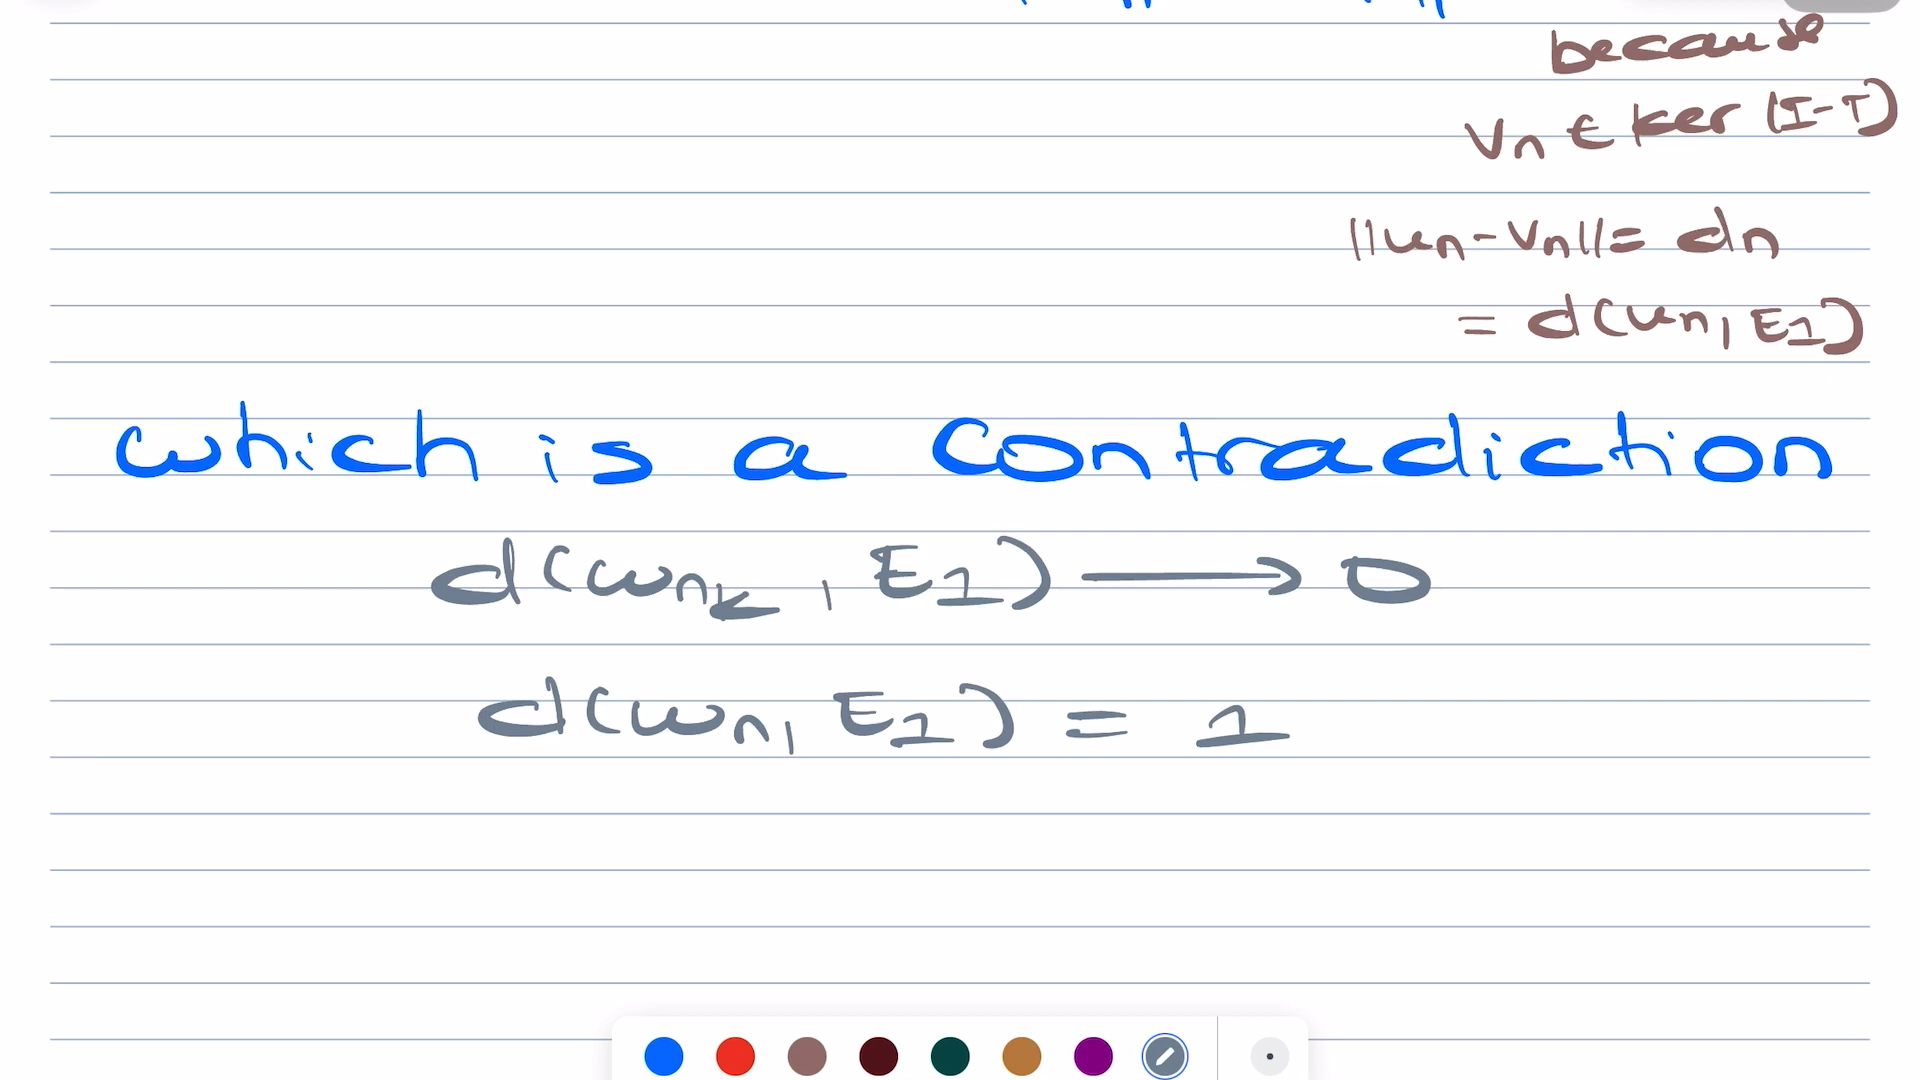 because
vn ∈ ker (I-T)
||un-vn||= dn
= d(un, E1)
which is a contradiction
d(wnk, E1) ⟶ 0
d(wn, E1) = 1